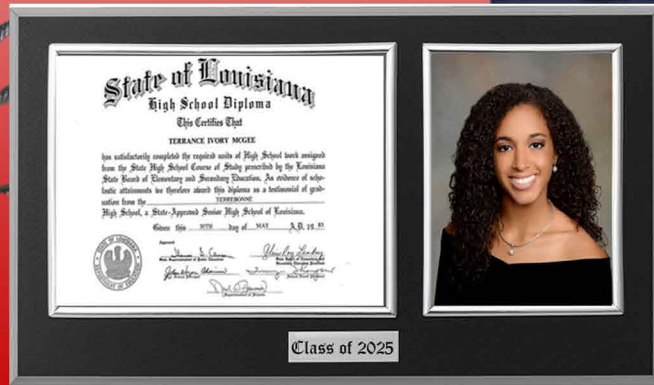 State of Louisiana
High School Diploma
This Certifies That
TERRANCE IVORY MCGEE
has satisfactorily completed the required units of High School work assigned
from the State High School Course of Study prescribed by the Louisiana
State Board of Elementary and Secondary Education. As evidence of scho-
lastic attainments we therefore award this diploma as a testimonial of grad-
uation from the TERREBONNE
High School, a State-Approved Senior High School of Louisiana.
Given this 30TH day of MAY A.D. 19
Class of 2025